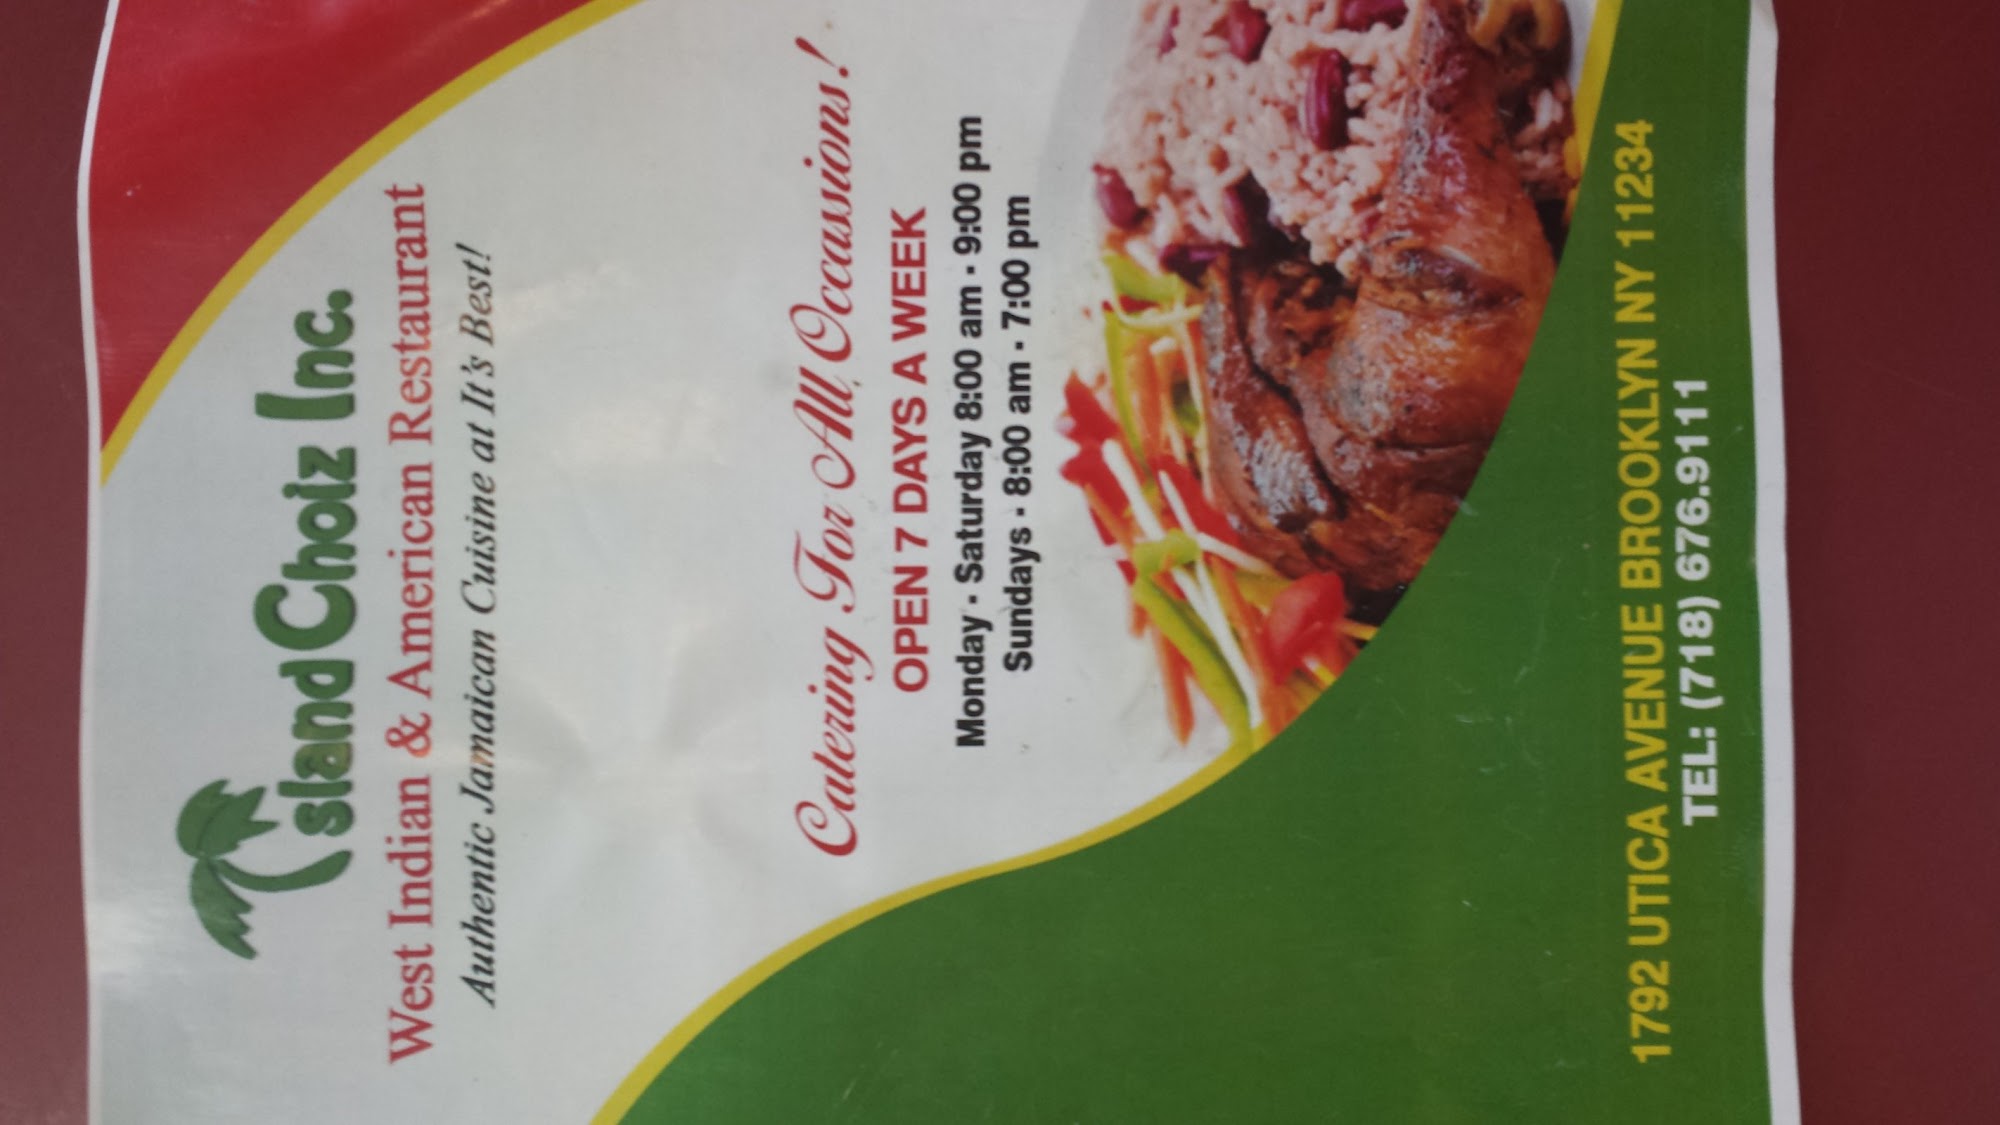 Island Choiz Inc.
West Indian & American Restaurant
Authentic Jamaican Cuisine at It's Best!
Catering For All Occassions!
OPEN 7 DAYS A WEEK
Monday - Saturday 8:00 am - 9:00 pm
Sundays - 8:00 am - 7:00 pm
1792 UTICA AVENUE BROOKLYN NY 11234
TEL: (718) 676.9111